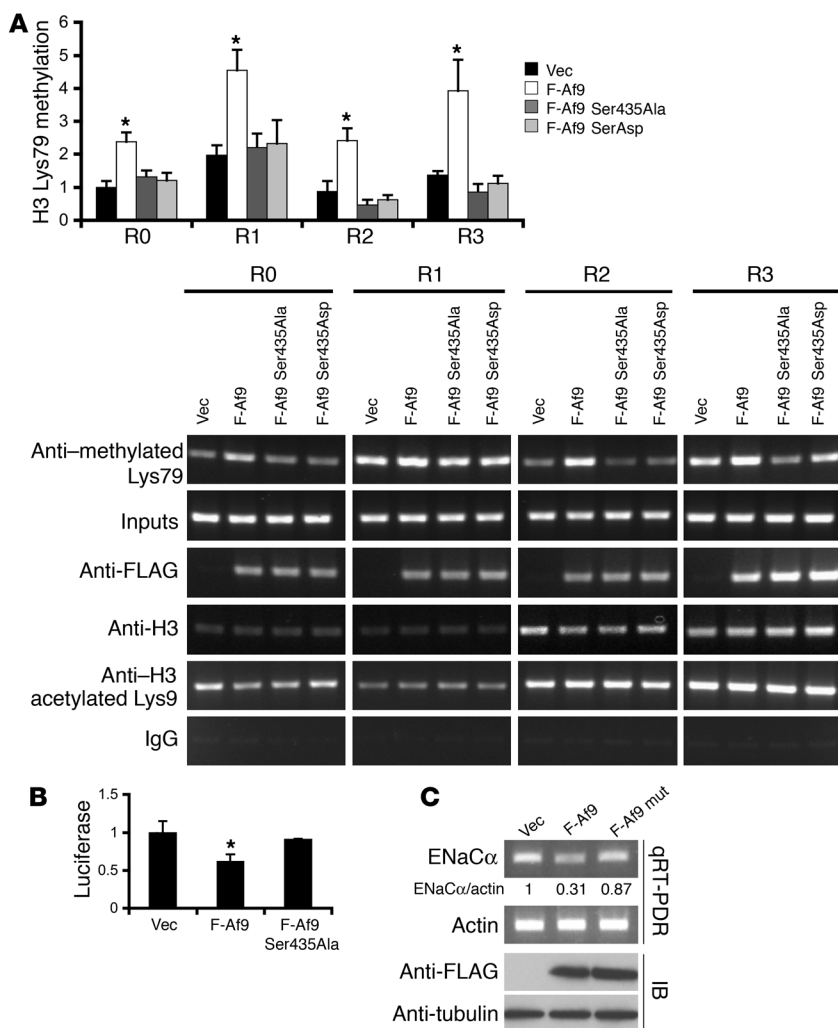 A
H3 Lys79 methylation
6
5
4
3
2
1
0
*
*
*
*
R0
R1
R2
R3
Vec
F-Af9
F-Af9 Ser435Ala
F-Af9 SerAsp
R0
R1
R2
R3
Vec
F-Af9
F-Af9 Ser435Ala
F-Af9 Ser435Asp
Vec
F-Af9
F-Af9 Ser435Ala
F-Af9 Ser435Asp
Vec
F-Af9
F-Af9 Ser435Ala
F-Af9 Ser435Asp
Vec
F-Af9
F-Af9 Ser435Ala
F-Af9 Ser435Asp
Anti–methylated
Lys79
Inputs
Anti-FLAG
Anti-H3
Anti–H3
acetylated Lys9
IgG
B
Luciferase
1.5
1
0.5
0
*
Vec
F-Af9
F-Af9
Ser435Ala
C
Vec
F-Af9
F-Af9 mut
ENaCα
ENaCα/actin 1 0.31 0.87
Actin
qRT-PDR
Anti-FLAG
Anti-tubulin
IB